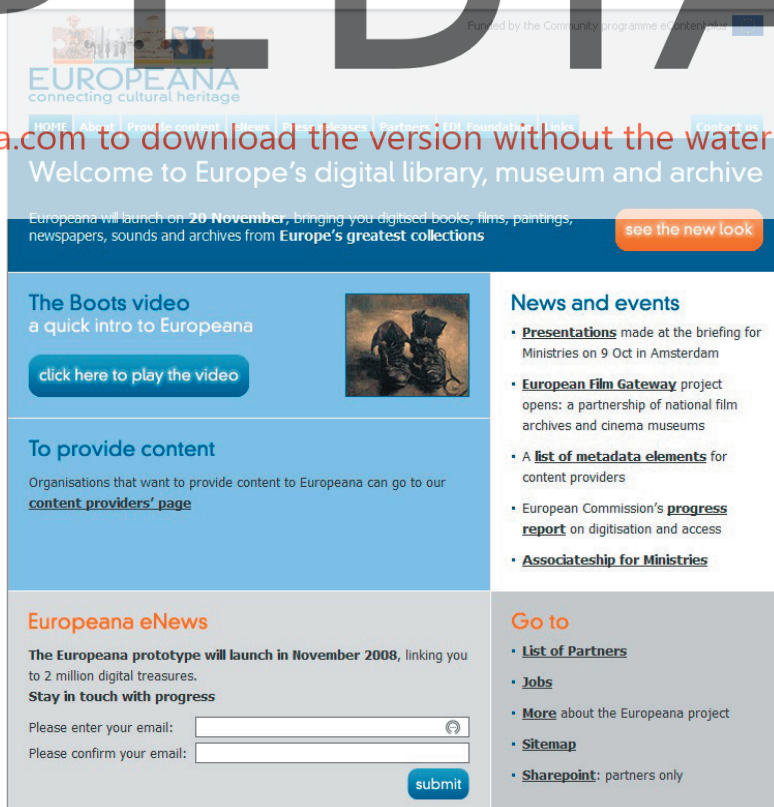 PEDIA
Funded by the Community programme eContentplus
EUROPEANA
connecting cultural heritage
HOME About Provide content eNews Press releases Partners EDL Foundation Links Contact us
a.com to download the version without the water
Welcome to Europe's digital library, museum and archive
Europeana will launch on 20 November, bringing you digitised books, films, paintings,
newspapers, sounds and archives from Europe's greatest collections
see the new look
The Boots video
a quick intro to Europeana
click here to play the video
To provide content
Organisations that want to provide content to Europeana can go to our
content providers' page
News and events
Presentations made at the briefing for
Ministries on 9 Oct in Amsterdam
European Film Gateway project
opens: a partnership of national film
archives and cinema museums
A list of metadata elements for
content providers
European Commission's progress
report on digitisation and access
Associateship for Ministries
Europeana eNews
The Europeana prototype will launch in November 2008, linking you
to 2 million digital treasures.
Stay in touch with progress
Please enter your email:
Please confirm your email:
submit
Go to
List of Partners
Jobs
More about the Europeana project
Sitemap
Sharepoint: partners only